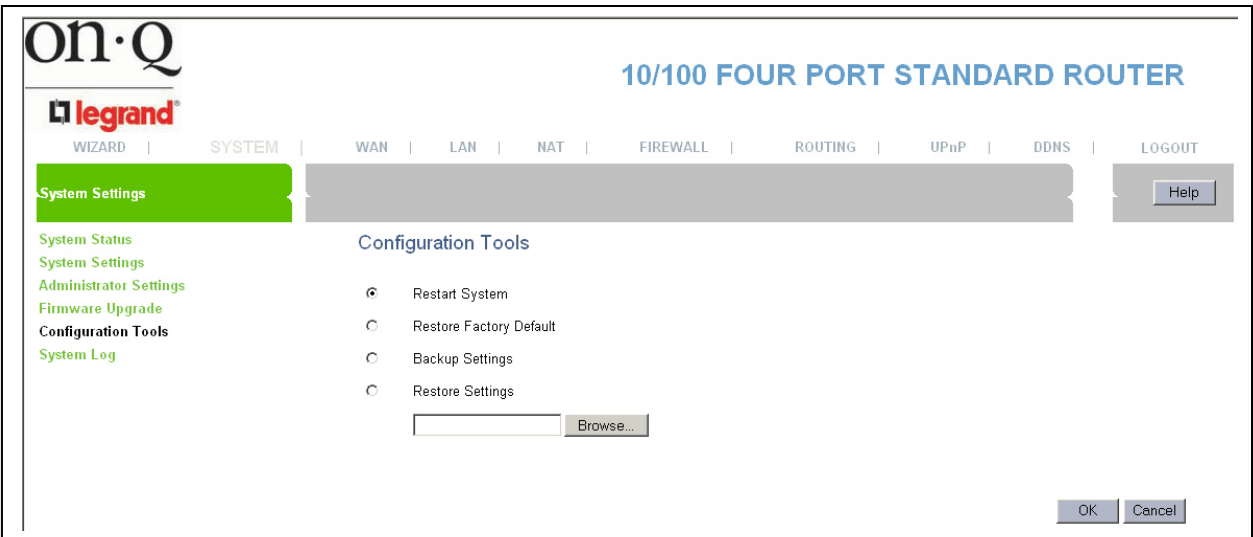 on·Q
legrand®
10/100 FOUR PORT STANDARD ROUTER
WIZARD | SYSTEM | WAN | LAN | NAT | FIREWALL | ROUTING | UPnP | DDNS | LOGOUT
System Settings
Help
System Status
System Settings
Administrator Settings
Firmware Upgrade
Configuration Tools
System Log
Configuration Tools
Restart System
Restore Factory Default
Backup Settings
Restore Settings
Browse...
OK
Cancel